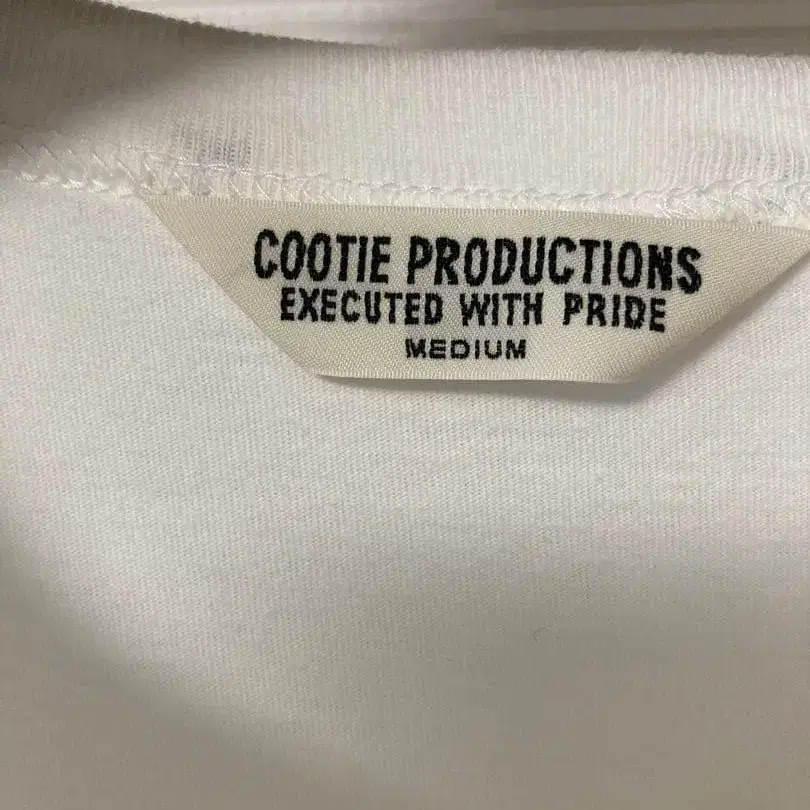 COOTIE PRODUCTIONS
EXECUTED WITH PRIDE
MEDIUM